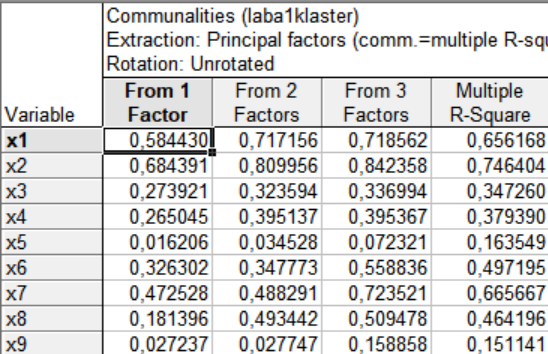 Communalities (laba1klaster)
Extraction: Principal factors (comm.=multiple R-squ
Rotation: Unrotated
Variable From 1 Factor From 2 Factors From 3 Factors Multiple R-Square
x1 0,584430 0,717156 0,718562 0,656168
x2 0,684391 0,809956 0,842358 0,746404
x3 0,273921 0,323594 0,336994 0,347260
x4 0,265045 0,395137 0,395367 0,379390
x5 0,016206 0,034528 0,072321 0,163549
x6 0,326302 0,347773 0,558836 0,497195
x7 0,472528 0,488291 0,723521 0,665667
x8 0,181396 0,493442 0,509478 0,464196
x9 0,027237 0,027747 0,158858 0,151141